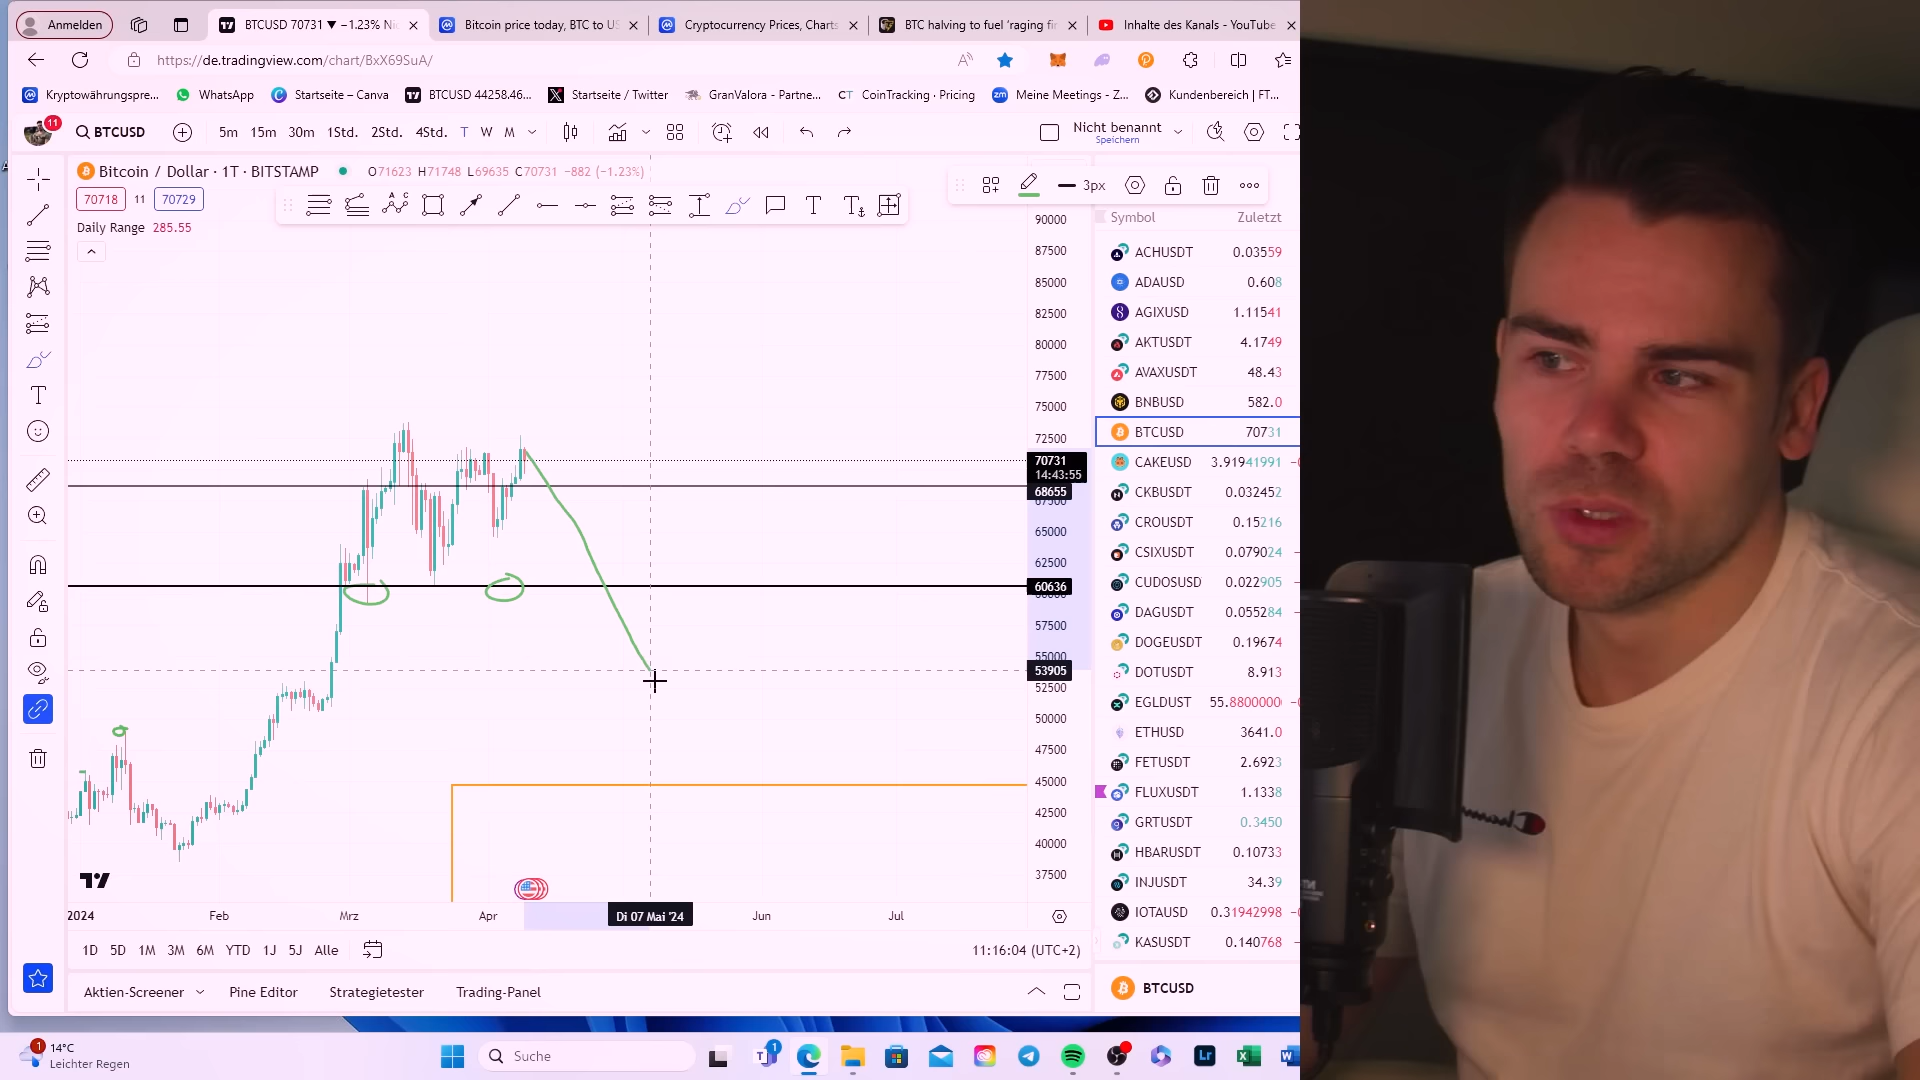 Anmelden
BTCUSD 70731 ▼ −1.23% Nic
Bitcoin price today, BTC to US
Cryptocurrency Prices, Charts
BTC halving to fuel ‘raging fir
Inhalte des Kanals - YouTube
https://de.tradingview.com/chart/BxX69SuA/
Kryptowährungspre...
WhatsApp
Startseite – Canva
BTCUSD 44258.46...
Startseite / Twitter
GranValora - Partne...
CoinTracking · Pricing
Meine Meetings - Z...
Kundenbereich | FT...
11
BTCUSD
5m 15m 30m 1Std. 2Std. 4Std. T W M
Nicht benannt
Speichern
Bitcoin / Dollar · 1T · BITSTAMP
O71623 H71748 L69635 C70731 −882 (−1.23%)
70718 11 70729
3px
Daily Range 285.55
Symbol Zuletzt
ACHUSDT 0.03559
ADAUSD 0.608
AGIXUSD 1.11541
AKTUSDT 4.1749
AVAXUSDT 48.43
BNBUSD 582.0
BTCUSD 70731
CAKEUSD 3.91941991
CKBUSDT 0.032452
CROUSDT 0.15216
CSIXUSDT 0.079024
CUDOSUSD 0.022905
DAGUSDT 0.055284
DOGEUSDT 0.19674
DOTUSDT 8.913
EGLDUST 55.8800000
ETHUSD 3641.0
FETUSDT 2.6923
FLUXUSDT 1.1338
GRTUSDT 0.3450
HBARUSDT 0.10733
INJUSDT 34.39
IOTAUSD 0.31942998
KASUSDT 0.140768
90000
87500
85000
82500
80000
77500
75000
72500
70731
14:43:55
68655
67500
65000
62500
60636
57500
55000
53905
52500
50000
47500
45000
42500
40000
37500
2024 Feb Mrz Apr Di 07 Mai '24 Jun Jul
1D 5D 1M 3M 6M YTD 1J 5J Alle
11:16:04 (UTC+2)
Aktien-Screener
Pine Editor
Strategietester
Trading-Panel
BTCUSD
1
14°C
Leichter Regen
Suche
1
Champion